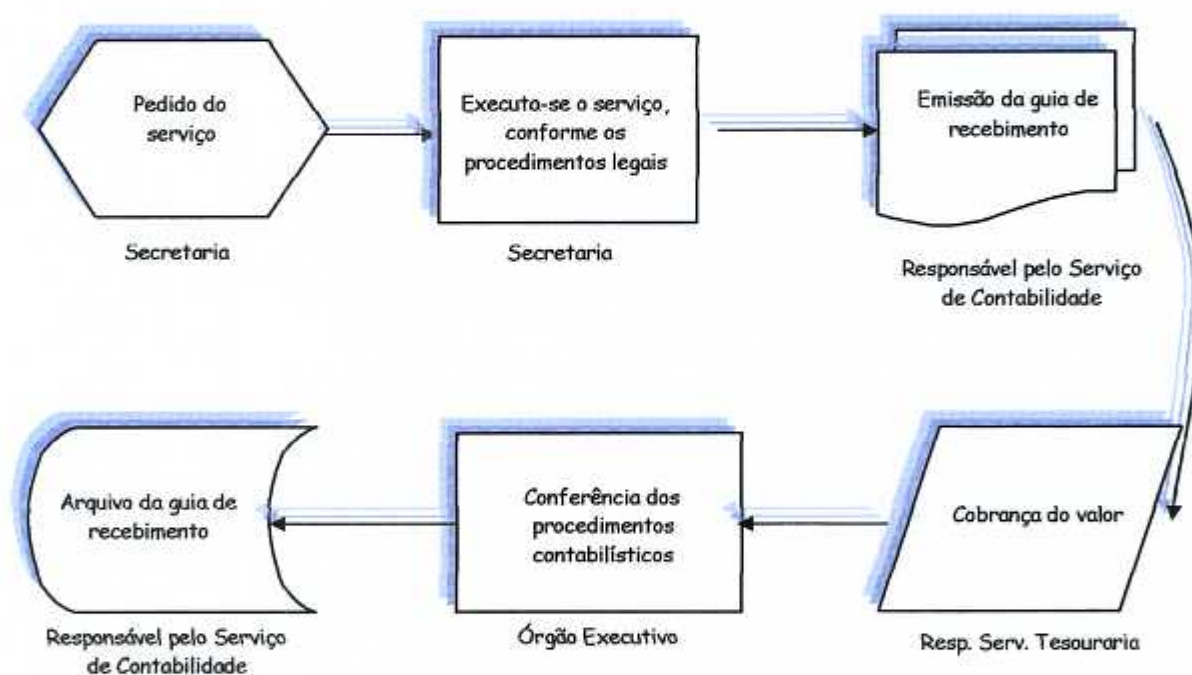 Pedido do
serviço
Secretaria
Executo-se o serviço,
conforme os
procedimentos legais
Secretaria
Emissão da guia de
recebimento
Responsável pelo Serviço
de Contabilidade
Cobrança do valor
Resp. Serv. Tesouraria
Conferência dos
procedimentos
contabilísticos
Órgão Executivo
Arquivo da guia de
recebimento
Responsável pelo Serviço
de Contabilidade